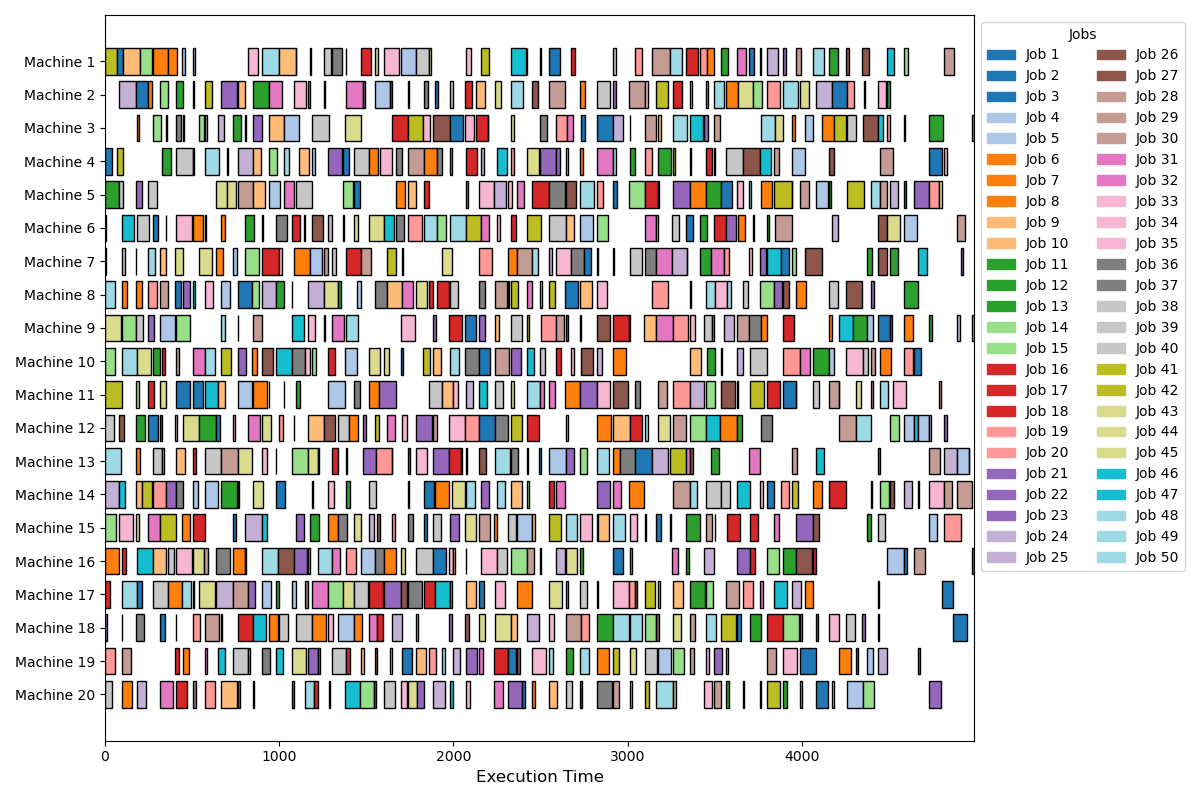 Machine 1
Machine 2
Machine 3
Machine 4
Machine 5
Machine 6
Machine 7
Machine 8
Machine 9
Machine 10
Machine 11
Machine 12
Machine 13
Machine 14
Machine 15
Machine 16
Machine 17
Machine 18
Machine 19
Machine 20
0 1000 2000 3000 4000
Execution Time
Jobs
Job 1 Job 26
Job 2 Job 27
Job 3 Job 28
Job 4 Job 29
Job 5 Job 30
Job 6 Job 31
Job 7 Job 32
Job 8 Job 33
Job 9 Job 34
Job 10 Job 35
Job 11 Job 36
Job 12 Job 37
Job 13 Job 38
Job 14 Job 39
Job 15 Job 40
Job 16 Job 41
Job 17 Job 42
Job 18 Job 43
Job 19 Job 44
Job 20 Job 45
Job 21 Job 46
Job 22 Job 47
Job 23 Job 48
Job 24 Job 49
Job 25 Job 50